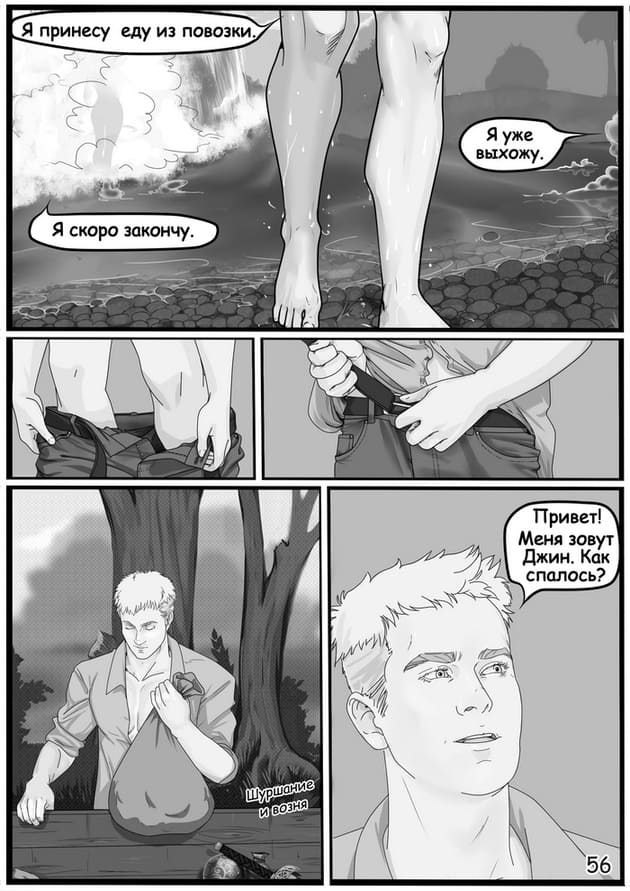 Я принесу еду из повозки.
Я уже
выхожу.
Я скоро закончу.
Шуршание
и возня
Привет!
Меня зовут
Джин. Как
спалось?
56